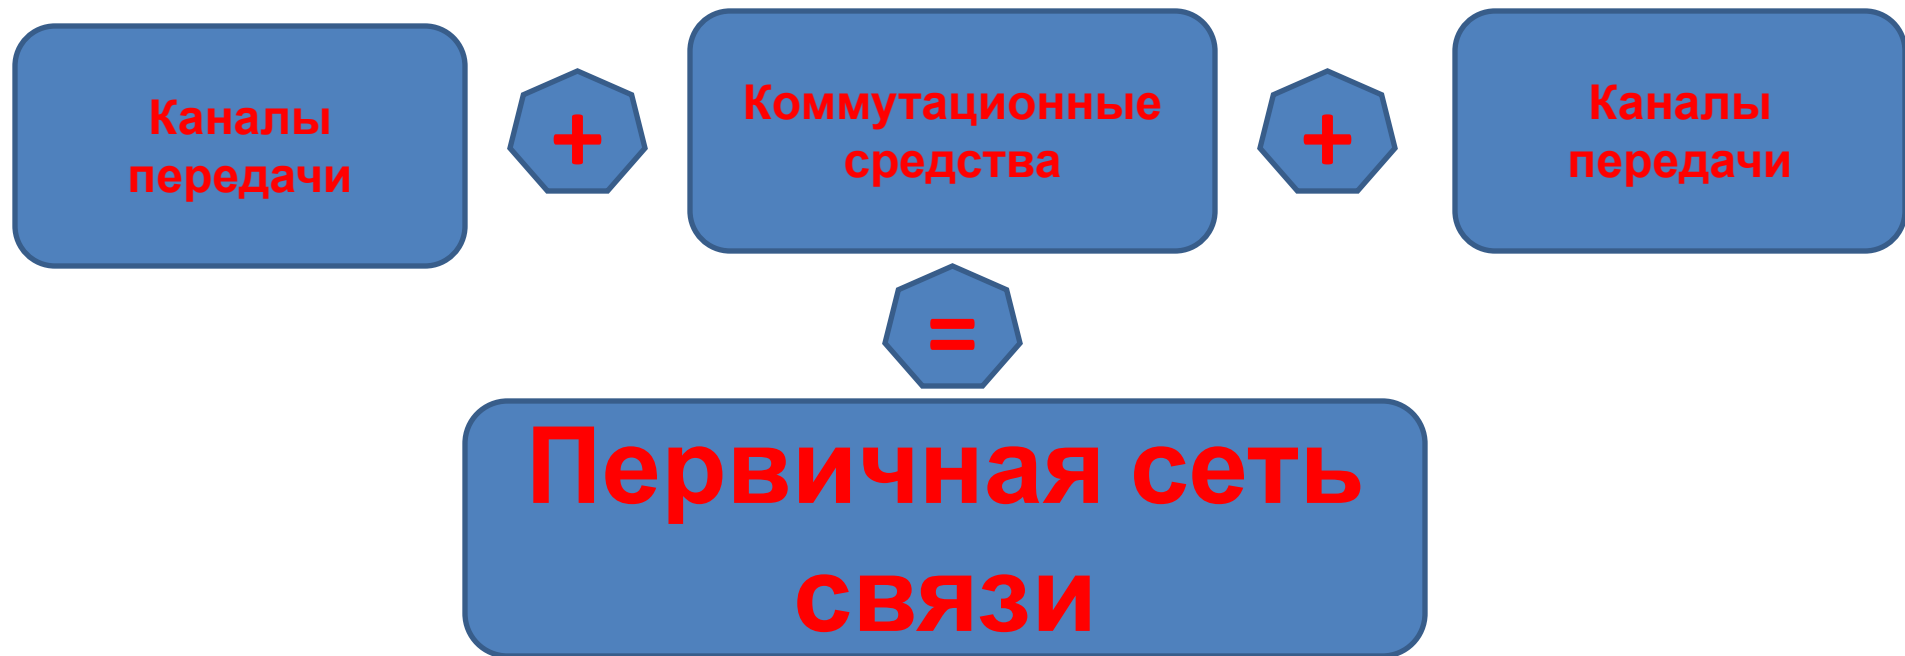 Каналы
передачи
+
Коммутационные
средства
+
Каналы
передачи
=
Первичная сеть
связи